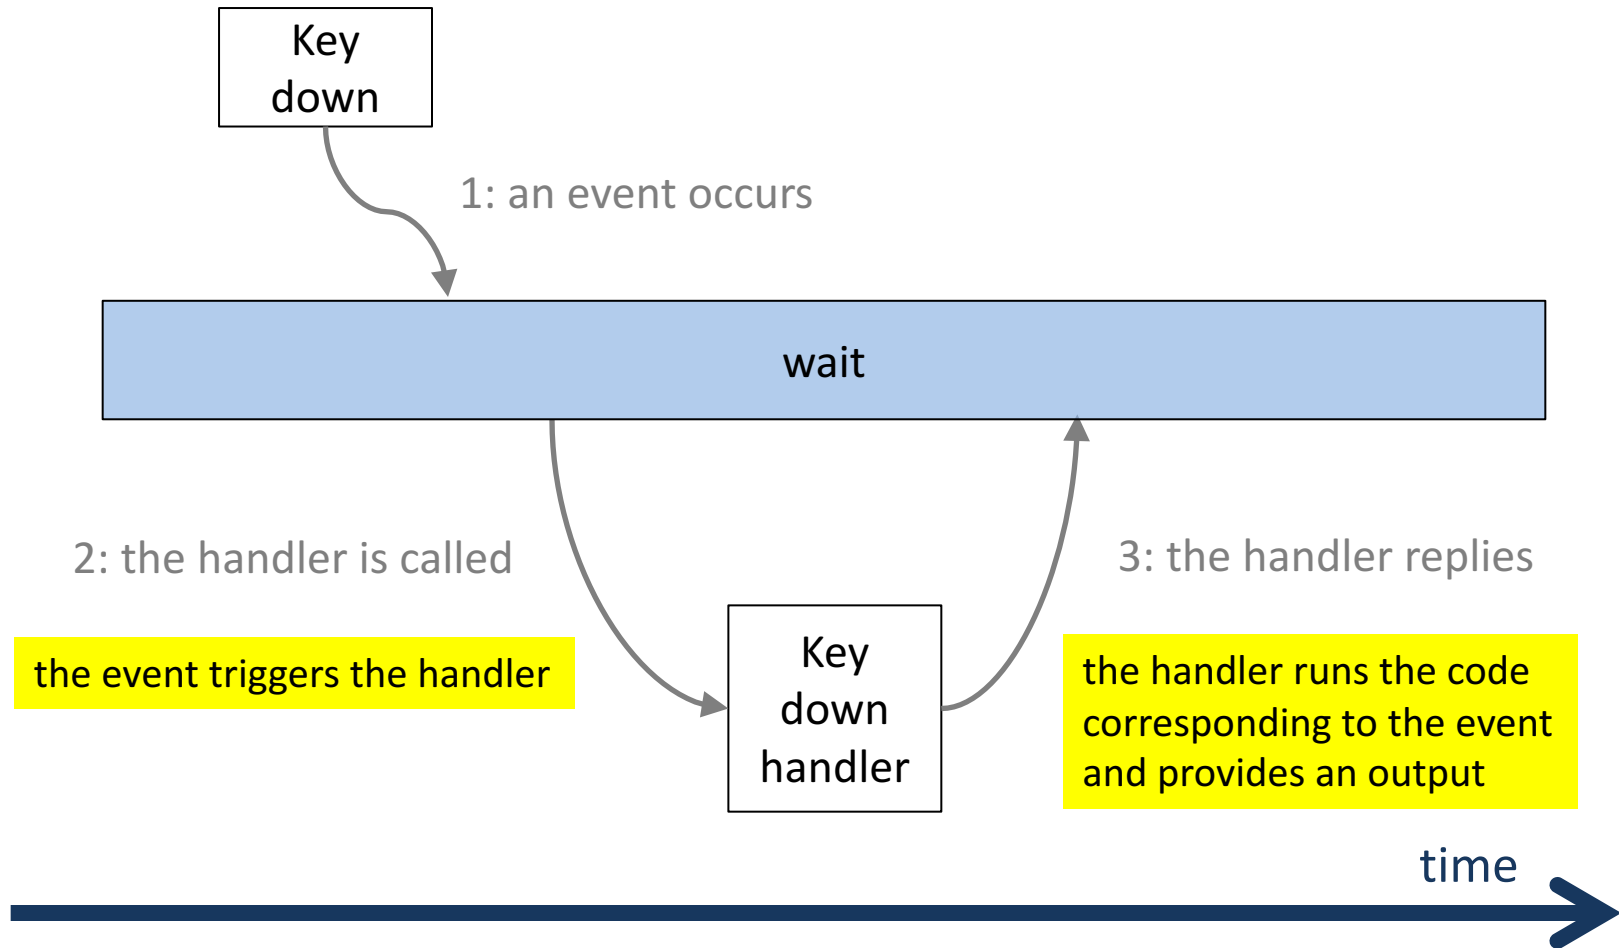 Key
down
1: an event occurs
wait
2: the handler is called
3: the handler replies
the event triggers the handler
Key
down
handler
the handler runs the code
corresponding to the event
and provides an output
time